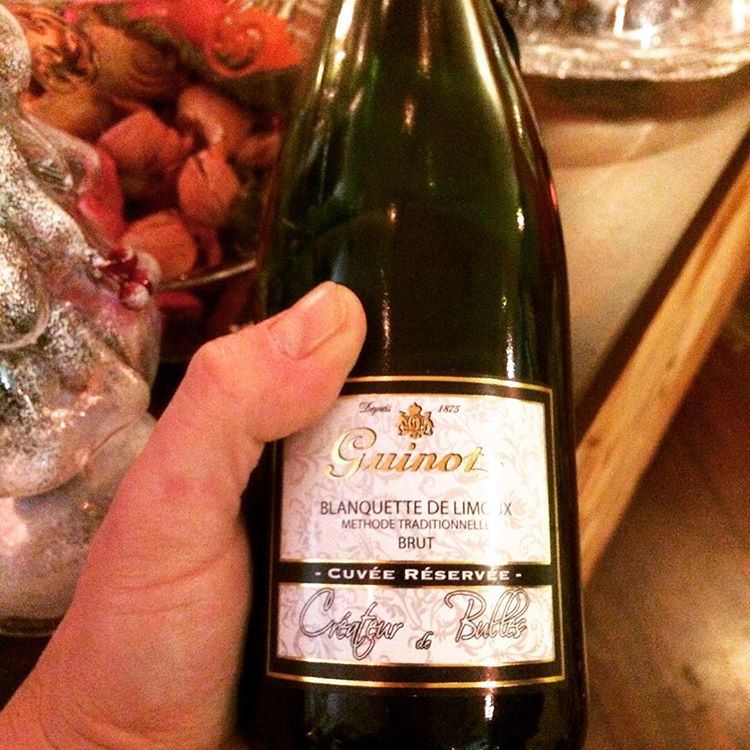 Depuis 1875
Guinot
BLANQUETTE DE LIMOUX
METHODE TRADITIONNELLE
BRUT
- CUVÉE RÉSERVÉE -
Créateur de Bulles